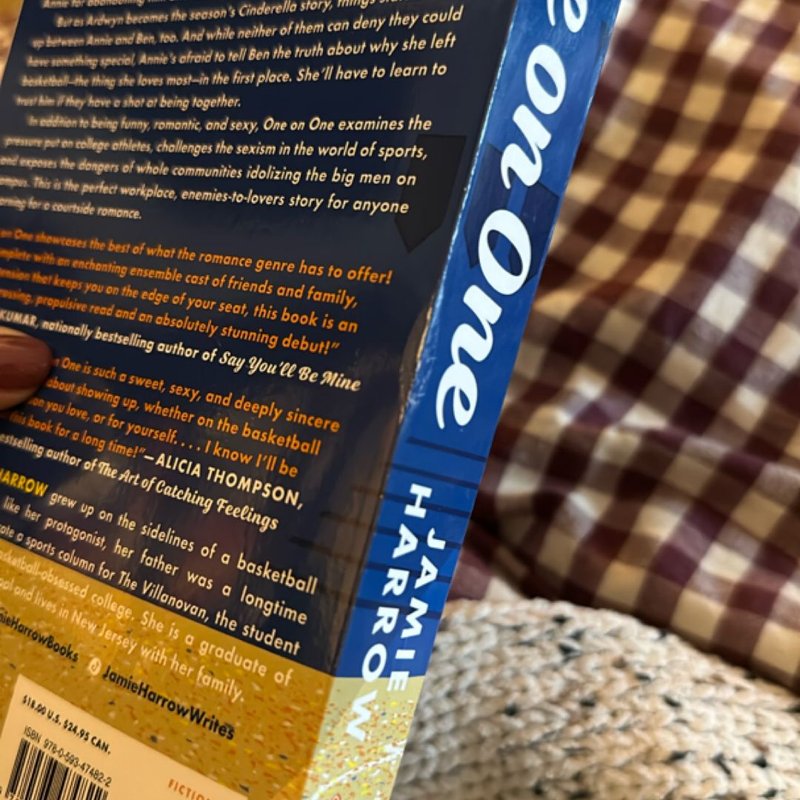 Annie for abandoning him
But as Ardwyn becomes the season's Cinderella story, things
up between Annie and Ben, too. And while neither of them can deny they could
have something special, Annie's afraid to tell Ben the truth about why she left
basketball—the thing she loves most—in the first place. She'll have to learn to
trust him if they have a shot at being together.
In addition to being funny, romantic, and sexy, One on One examines the
pressure put on college athletes, challenges the sexism in the world of sports,
and exposes the dangers of whole communities idolizing the big men on
campus. This is the perfect workplace, enemies-to-lovers story for anyone
for a courtside romance.
on One showcases the best of what the romance genre has to offer!
with an enchanting ensemble cast of friends and family,
that keeps you on the edge of your seat, this book is an
propulsive read and an absolutely stunning debut!"
KUMAR, nationally bestselling author of Say You'll Be Mine
One is such a sweet, sexy, and deeply sincere
about showing up, whether on the basketball
you love, or for yourself. . . . I know I'll be
this book for a long time!"—ALICIA THOMPSON,
bestselling author of The Art of Catching Feelings
HARROW grew up on the sidelines of a basketball
like her protagonist, her father was a longtime
a sports column for The Villanovan, the student
basketball-obsessed college. She is a graduate of
and lives in New Jersey with her family.
JamieHarrowBooks JamieHarrowWrites
$18.00 U.S. $24.95 CAN.
ISBN 978-0-593-47482-2
FICTION
on One
JAMIE
HARROW